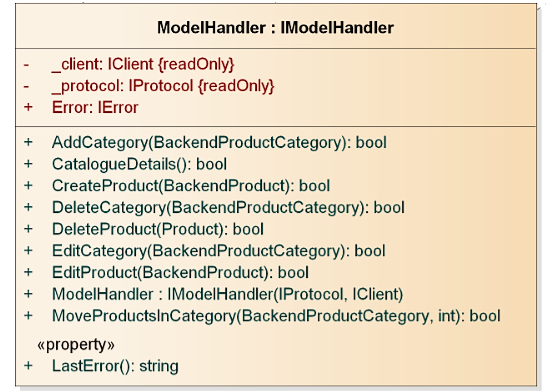 ModelHandler : IModelHandler
- _client: IClient {readOnly}
- _protocol: IProtocol {readOnly}
+ Error: IError
+ AddCategory(BackendProductCategory): bool
+ CatalogueDetails(): bool
+ CreateProduct(BackendProduct): bool
+ DeleteCategory(BackendProductCategory): bool
+ DeleteProduct(Product): bool
+ EditCategory(BackendProductCategory): bool
+ EditProduct(BackendProduct): bool
+ ModelHandler : IModelHandler(IProtocol, IClient)
+ MoveProductsInCategory(BackendProductCategory, int): bool
«property»
+ LastError(): string